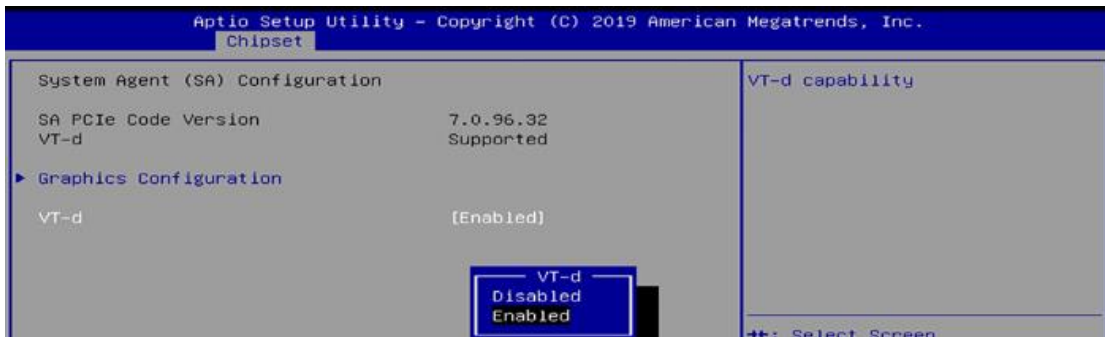 Aptio Setup Utility – Copyright (C) 2019 American Megatrends, Inc.
Chipset
System Agent (SA) Configuration
SA PCIe Code Version 7.0.96.32
VT-d Supported
Graphics Configuration
VT-d [Enabled]
VT-d
Disabled
Enabled
VT-d capability
: Select Screen